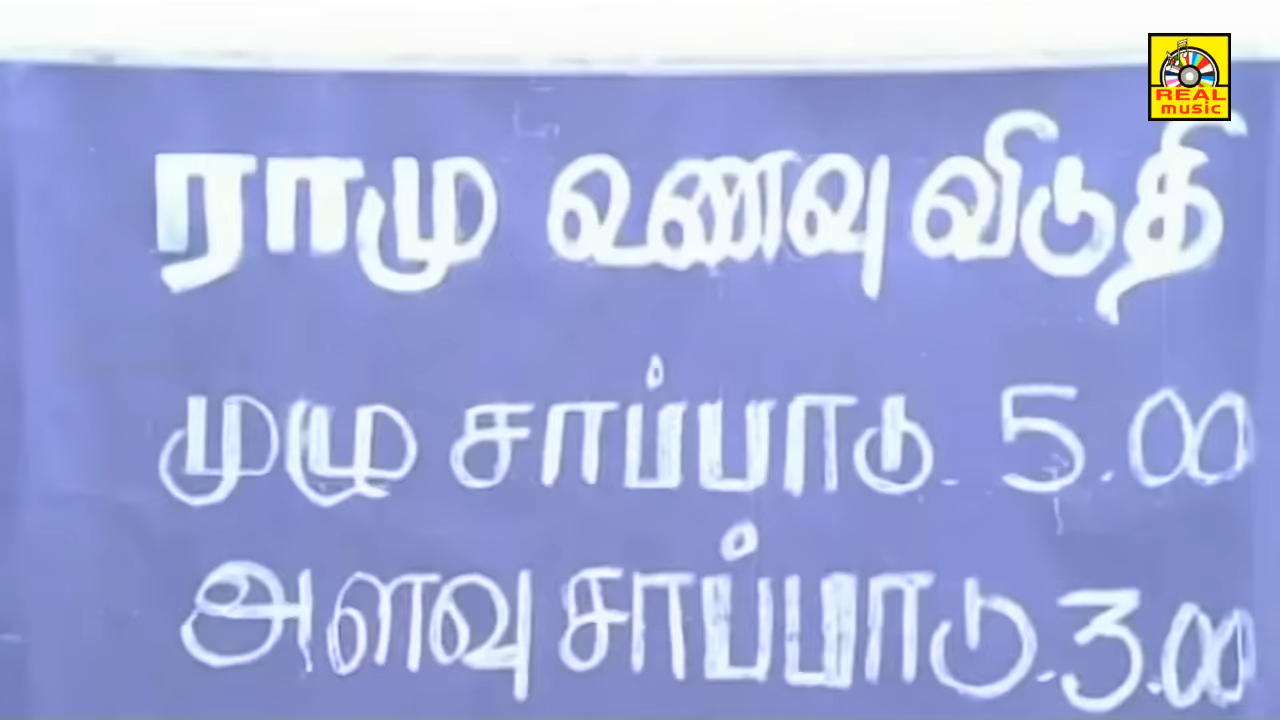 REAL
music
ராமு உணவு விடுதி
முழு சாப்பாடு. 5.00
அளவு சாப்பாடு. 3.00